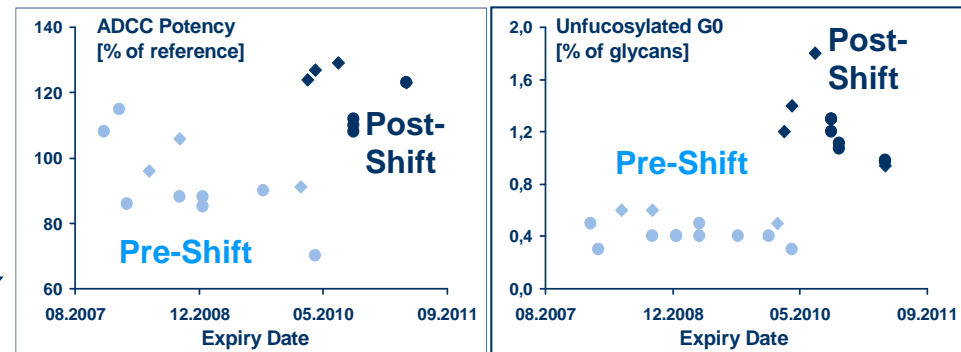 ADCC Potency
[% of reference]
140
120
100
80
60
Post-
Shift
Pre-Shift
08.2007
12.2008
05.2010
09.2011
Expiry Date
Unfucosylated G0
[% of glycans]
2,0
1,6
1,2
0,8
0,4
0,0
Post-
Shift
Pre-Shift
08.2007
12.2008
05.2010
09.2011
Expiry Date